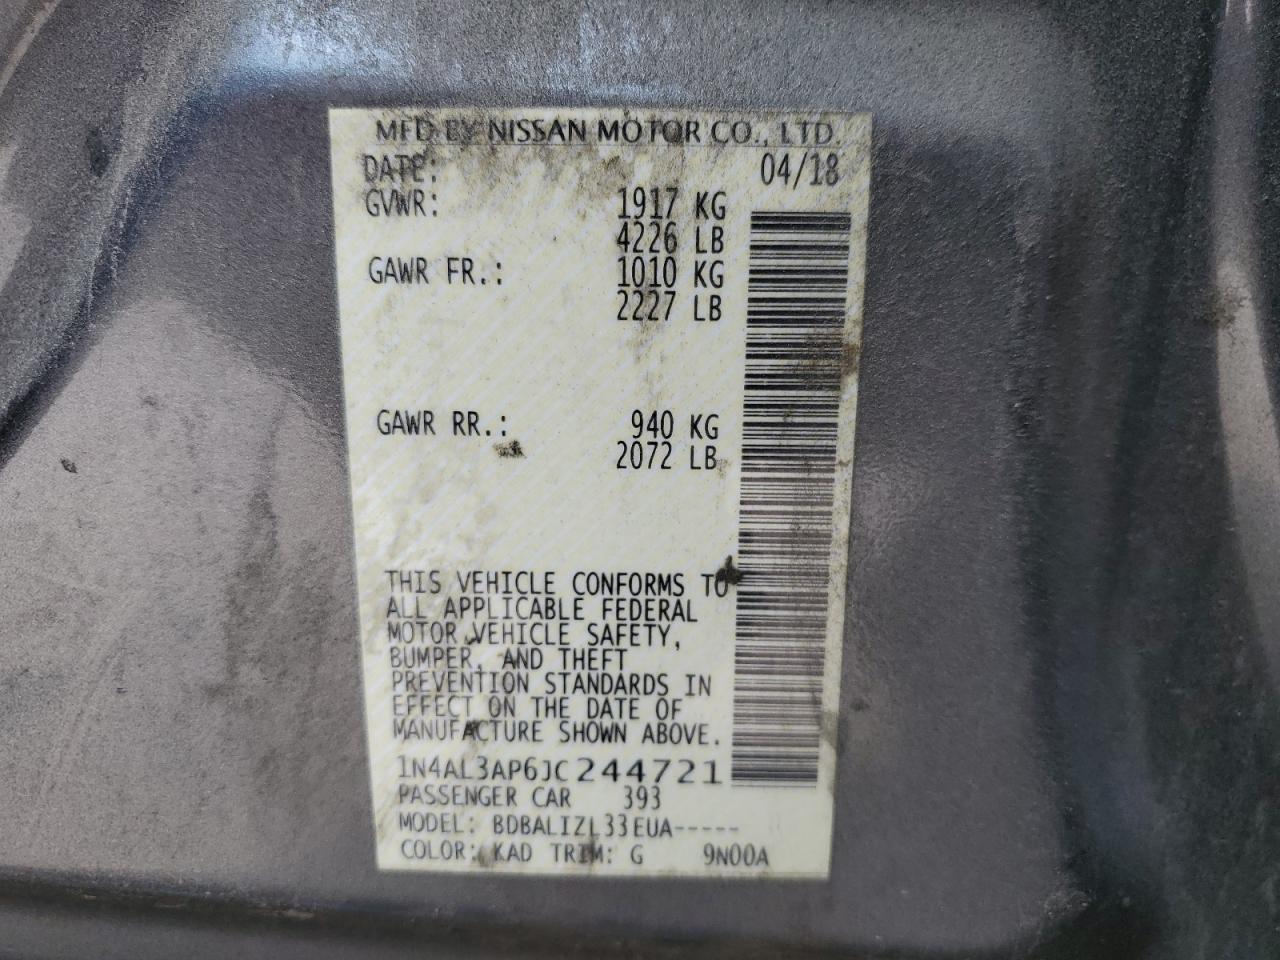 MFD BY NISSAN MOTOR CO., LTD.
DATE: 04/18
GVWR: 1917 KG
4226 LB
GAWR FR.: 1010 KG
2227 LB
GAWR RR.: 940 KG
2072 LB
THIS VEHICLE CONFORMS TO
ALL APPLICABLE FEDERAL
MOTOR VEHICLE SAFETY,
BUMPER, AND THEFT
PREVENTION STANDARDS IN
EFFECT ON THE DATE OF
MANUFACTURE SHOWN ABOVE.
1N4AL3AP6JC244721
PASSENGER CAR 393
MODEL: BDBALIZL33EUA-----
COLOR: KAD TRIM: G 9N00A